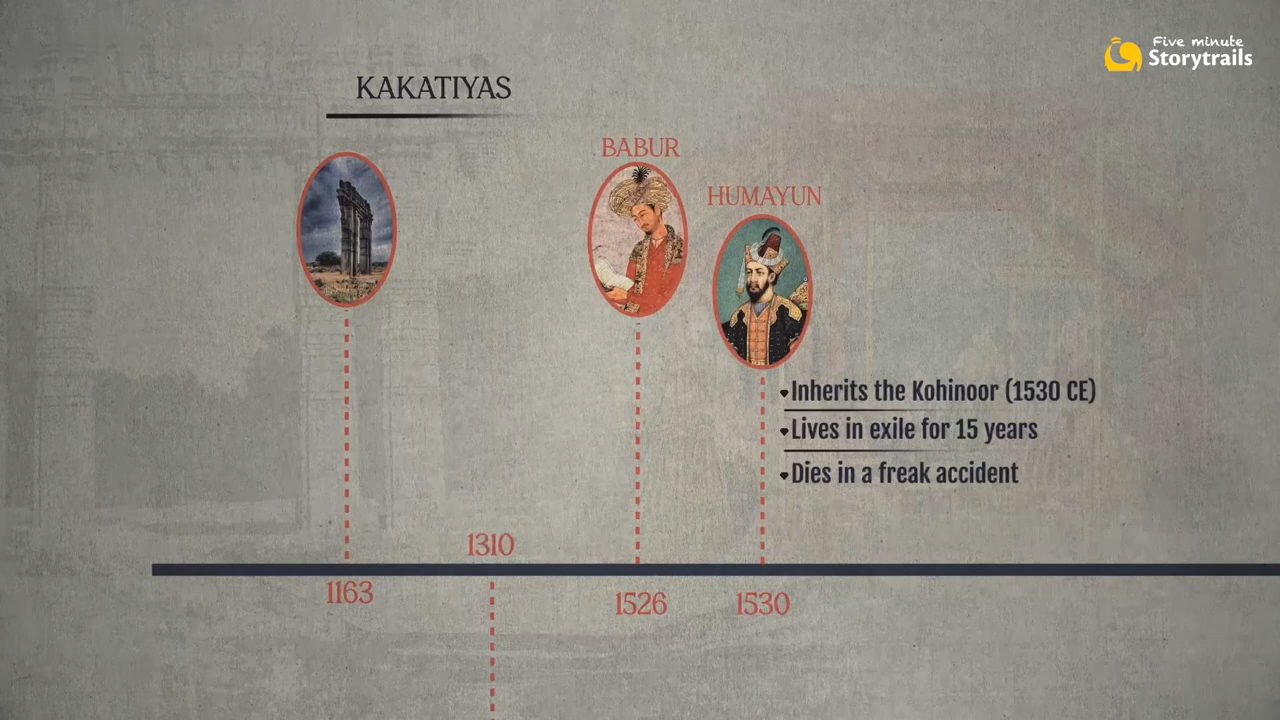 Five minute
Storytrails
KAKATIYAS
BABUR
HUMAYUN
Inherits the Kohinoor (1530 CE)
Lives in exile for 15 years
Dies in a freak accident
1310
1163
1526
1530